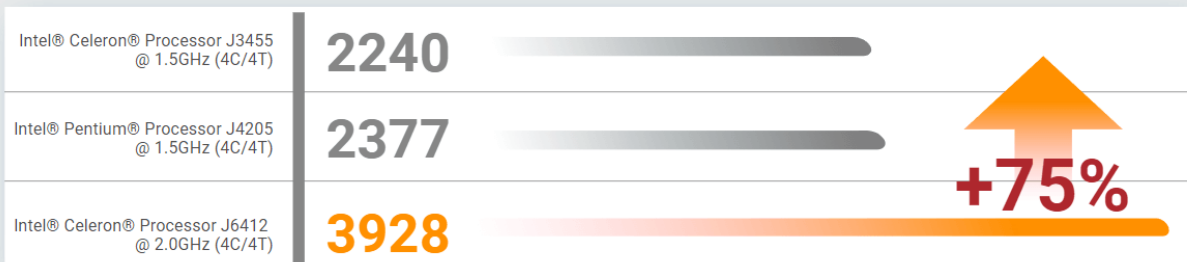 Intel® Celeron® Processor J3455
@ 1.5GHz (4C/4T)
2240
Intel® Pentium® Processor J4205
@ 1.5GHz (4C/4T)
2377
+75%
Intel® Celeron® Processor J6412
@ 2.0GHz (4C/4T)
3928